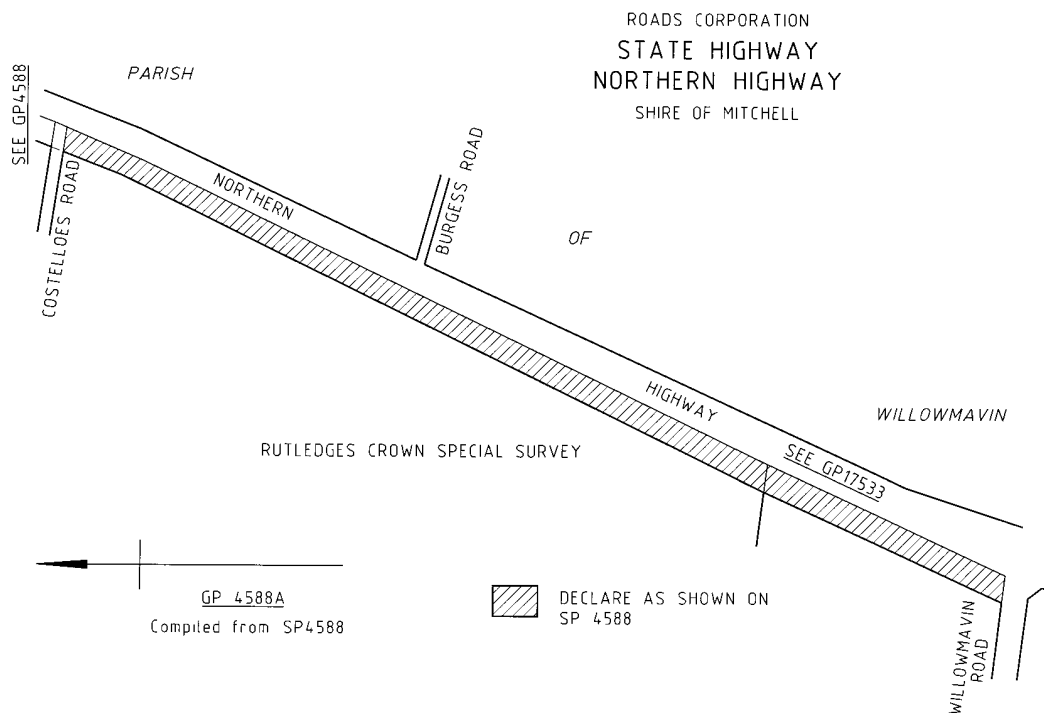 ROADS CORPORATION
STATE HIGHWAY
NORTHERN HIGHWAY
SHIRE OF MITCHELL
PARISH
SEE GP4588
COSTELLOES ROAD
NORTHERN
BURGESS ROAD
OF
HIGHWAY
WILLOWMAVIN
SEE GP17533
RUTLEDGES CROWN SPECIAL SURVEY
GP 4588A
Compiled from SP4588
DECLARE AS SHOWN ON
SP 4588
WILLOWMAVIN
ROAD